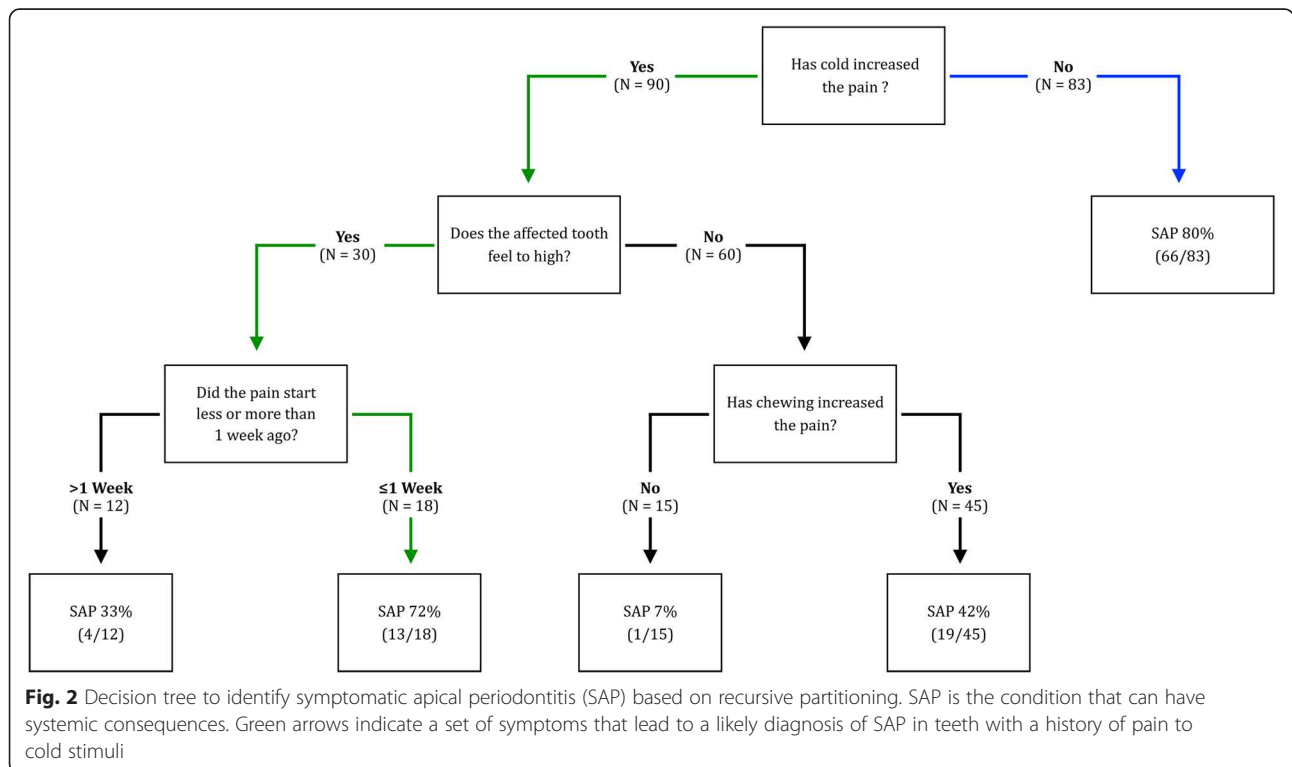 Has cold increased
the pain ?
Yes
(N = 90)
No
(N = 83)
Does the affected tooth
feel to high?
SAP 80%
(66/83)
Yes
(N = 30)
No
(N = 60)
Did the pain start
less or more than
1 week ago?
Has chewing increased
the pain?
>1 Week
(N = 12)
≤1 Week
(N = 18)
No
(N = 15)
Yes
(N = 45)
SAP 33%
(4/12)
SAP 72%
(13/18)
SAP 7%
(1/15)
SAP 42%
(19/45)
Fig. 2 Decision tree to identify symptomatic apical periodontitis (SAP) based on recursive partitioning. SAP is the condition that can have
systemic consequences. Green arrows indicate a set of symptoms that lead to a likely diagnosis of SAP in teeth with a history of pain to
cold stimuli